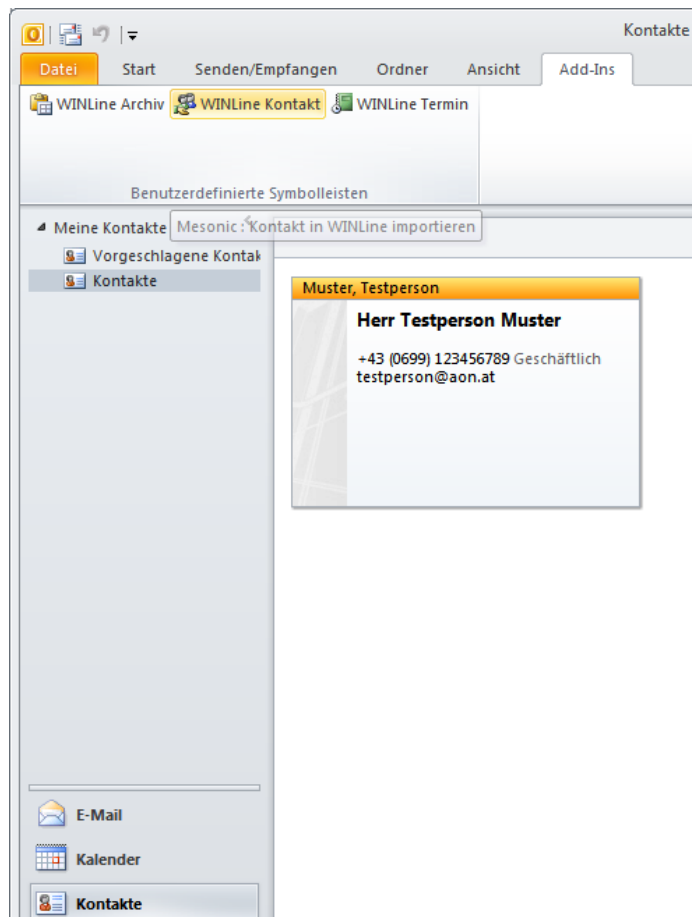 Kontakte
Datei Start Senden/Empfangen Ordner Ansicht Add-Ins
WINLine Archiv WINLine Kontakt WINLine Termin
Benutzerdefinierte Symbolleisten
Meine Kontakte
Mesonic : Kontakt in WINLine importieren
Vorgeschlagene Kontak
Kontakte
Muster, Testperson
Herr Testperson Muster
+43 (0699) 123456789 Geschäftlich
testperson@aon.at
E-Mail
Kalender
Kontakte